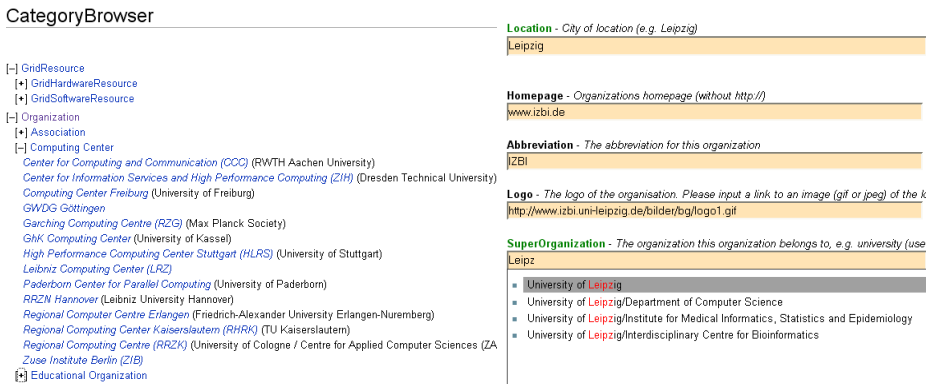 CategoryBrowser
[–] GridResource
[+] GridHardwareResource
[+] GridSoftwareResource
[–] Organization
[+] Association
[–] Computing Center
Center for Computing and Communication (CCC) (RWTH Aachen University)
Center for Information Services and High Performance Computing (ZIH) (Dresden Technical University)
Computing Center Freiburg (University of Freiburg)
GWDG Göttingen
Garching Computing Centre (RZG) (Max Planck Society)
GhK Computing Center (University of Kassel)
High Performance Computing Center Stuttgart (HLRS) (University of Stuttgart)
Leibniz Computing Center (LRZ)
Paderborn Center for Parallel Computing (University of Paderborn)
RRZN Hannover (Leibniz University Hannover)
Regional Computer Centre Erlangen (Friedrich-Alexander University Erlangen-Nuremberg)
Regional Computing Center Kaiserslautern (RHRK) (TU Kaiserslautern)
Regional Computing Centre (RRZK) (University of Cologne / Centre for Applied Computer Sciences (ZA
Zuse Institute Berlin (ZIB)
[+] Educational Organization
Location - City of location (e.g. Leipzig)
Leipzig
Homepage - Organizations homepage (without http://)
www.izbi.de
Abbreviation - The abbreviation for this organization
IZBI
Logo - The logo of the organisation. Please input a link to an image (gif or jpeg) of the lo
http://www.izbi.uni-leipzig.de/bilder/bg/logo1.gif
SuperOrganization - The organization this organization belongs to, e.g. university (use
Leipz
University of Leipzig
University of Leipzig/Department of Computer Science
University of Leipzig/Institute for Medical Informatics, Statistics and Epidemiology
University of Leipzig/Interdisciplinary Centre for Bioinformatics